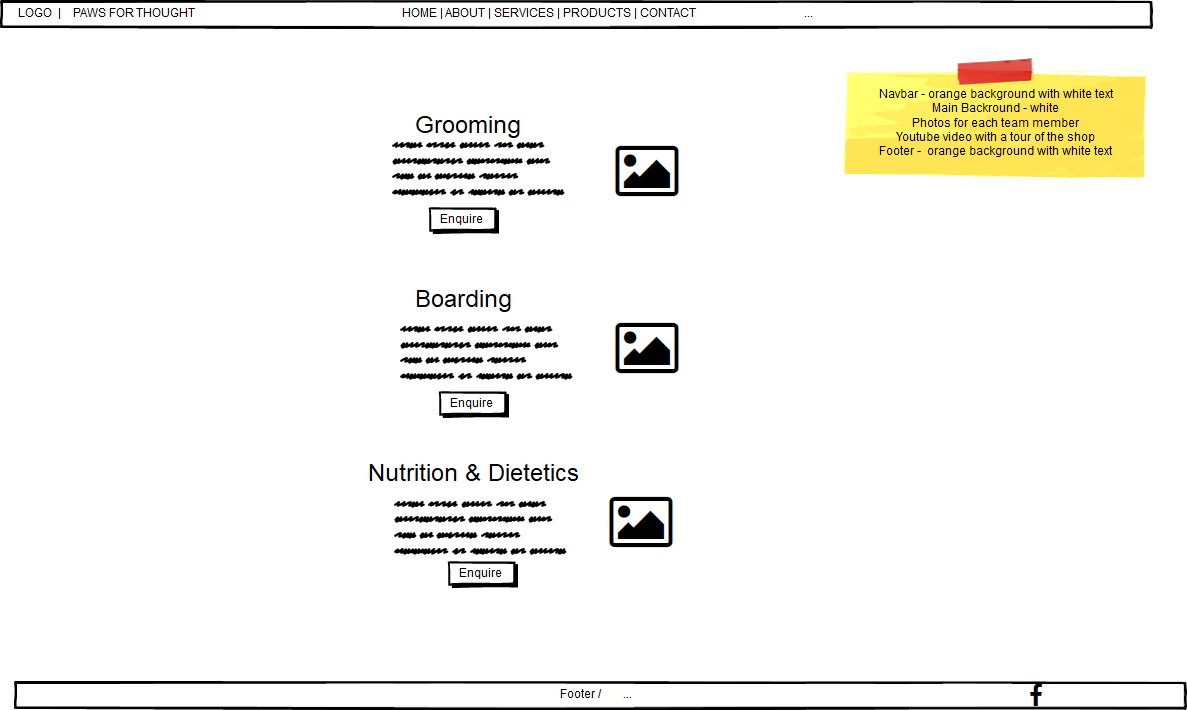 LOGO | PAWS FOR THOUGHT HOME | ABOUT | SERVICES | PRODUCTS | CONTACT ...
Navbar - orange background with white text
Main Backround - white
Photos for each team member
Youtube video with a tour of the shop
Footer - orange background with white text
Grooming
Enquire
Boarding
Enquire
Nutrition & Dietetics
Enquire
Footer / ... f